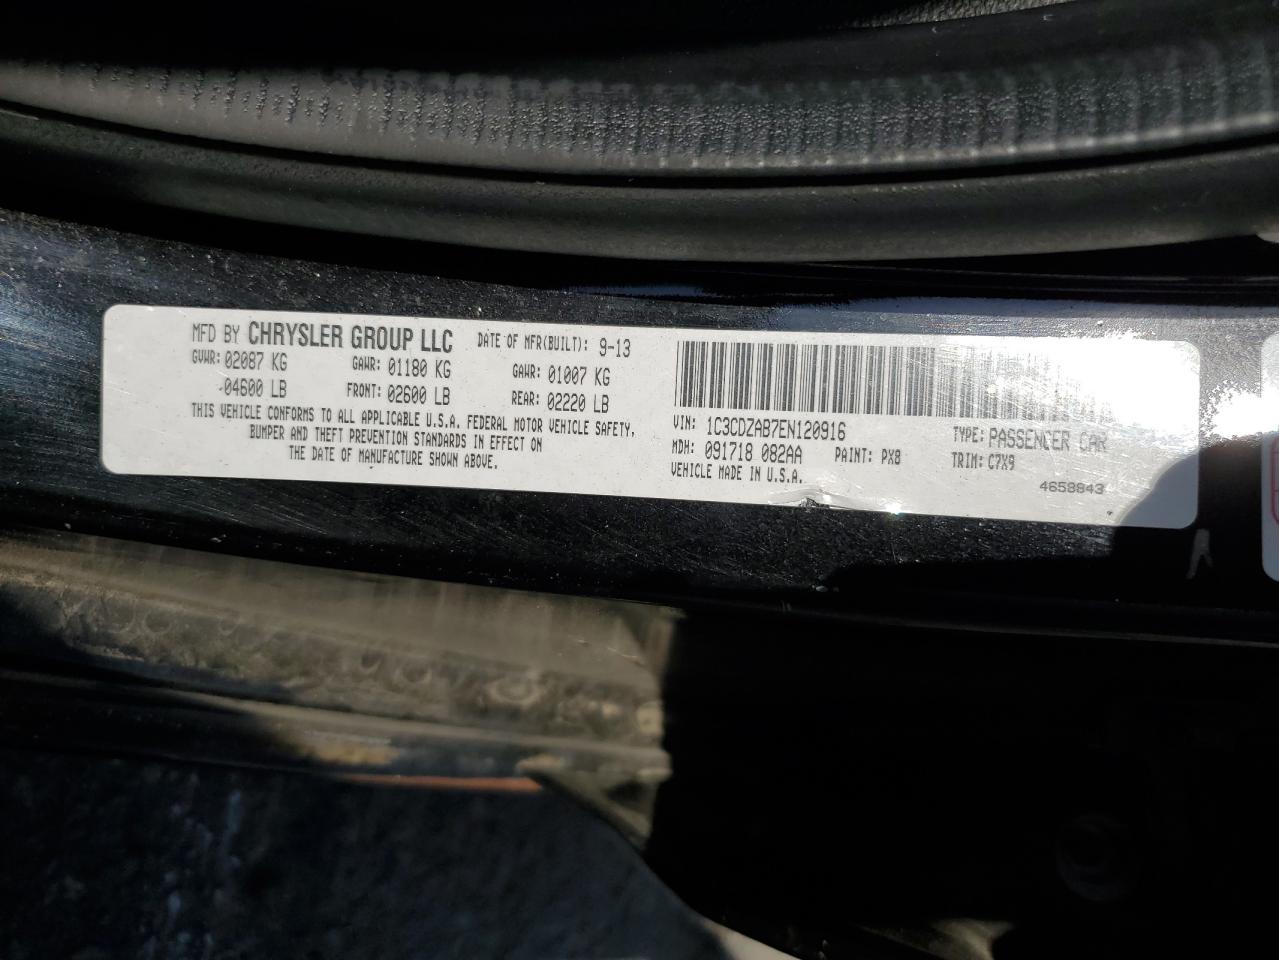 MFD BY CHRYSLER GROUP LLC DATE OF MFR(BUILT): 9-13
GVWR: 02087 KG GAWR: 01180 KG GAWR: 01007 KG
04600 LB FRONT: 02600 LB REAR: 02220 LB
THIS VEHICLE CONFORMS TO ALL APPLICABLE U.S.A. FEDERAL MOTOR VEHICLE SAFETY,
BUMPER AND THEFT PREVENTION STANDARDS IN EFFECT ON
THE DATE OF MANUFACTURE SHOWN ABOVE.
VIN: 1C3CDZAB7EN120916 TYPE: PASSENGER CAR
MDH: 091718 082AA PAINT: PX8 TRIM: C7X9
VEHICLE MADE IN U.S.A.
4658843